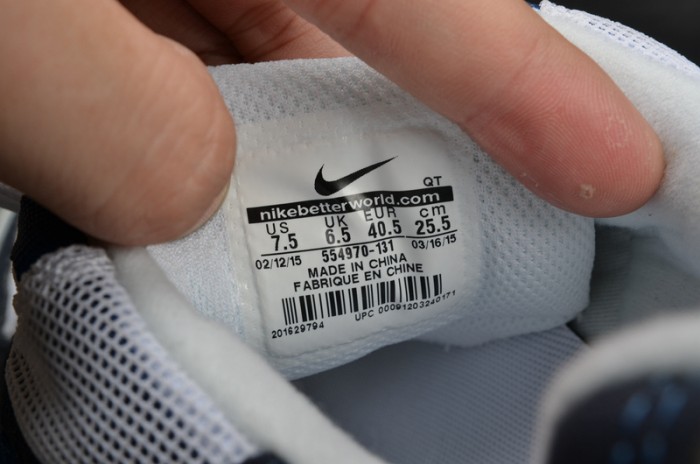 QT
nikebetterworld.com
US UK EUR cm
7.5 6.5 40.5 25.5
02/12/15 554970-131 03/16/15
MADE IN CHINA
FABRIQUE EN CHINE
201629794 UPC 00091203240171